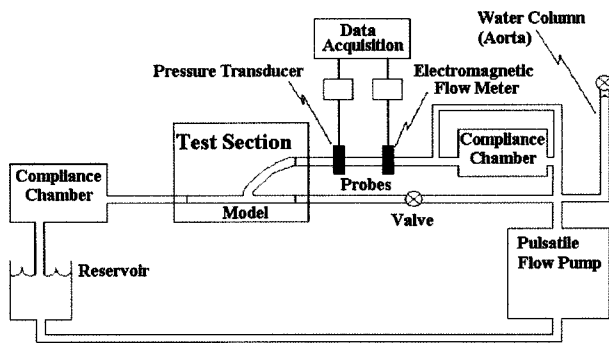 Water Column
(Aorta)
Data
Acquisition
Pressure Transducer
Electromagnetic
Flow Meter
Test Section
Compliance
Chamber
Compliance
Chamber
Probes
Model
Valve
Reservoir
Pulsatile
Flow Pump